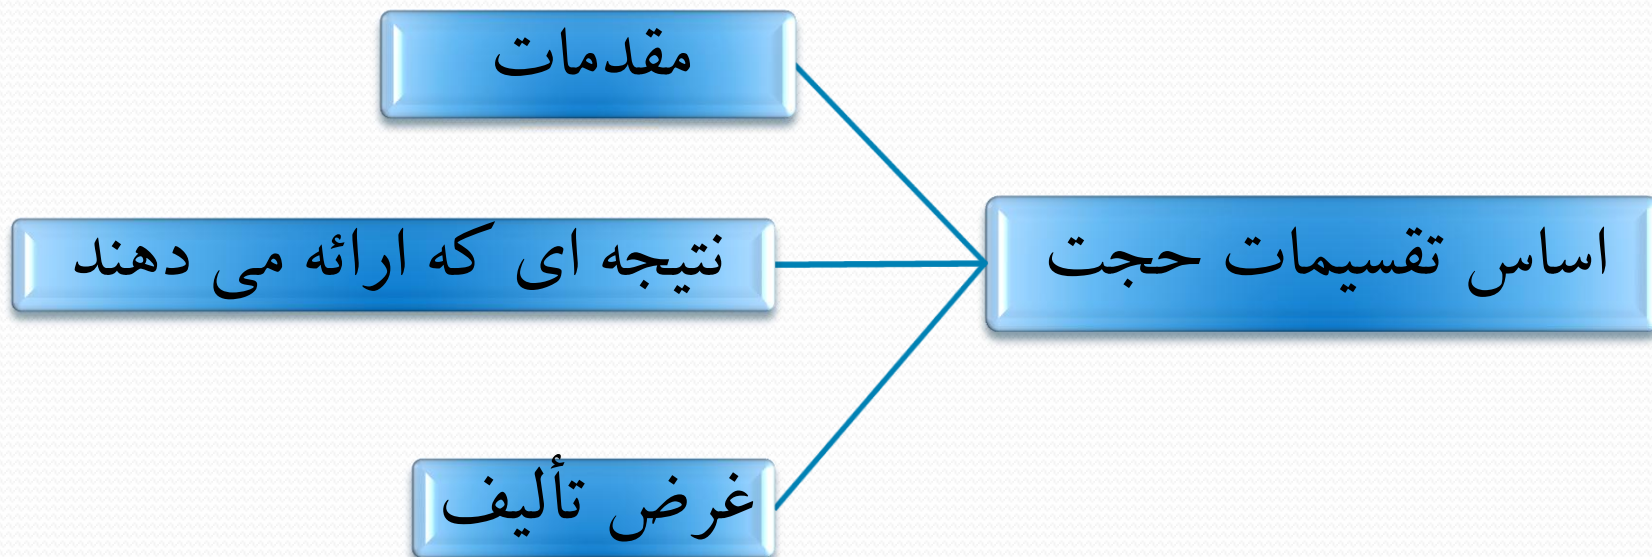 اساس تقسیمات حجت
مقدمات
نتیجه ای که ارائه می دهند
غرض تألیف